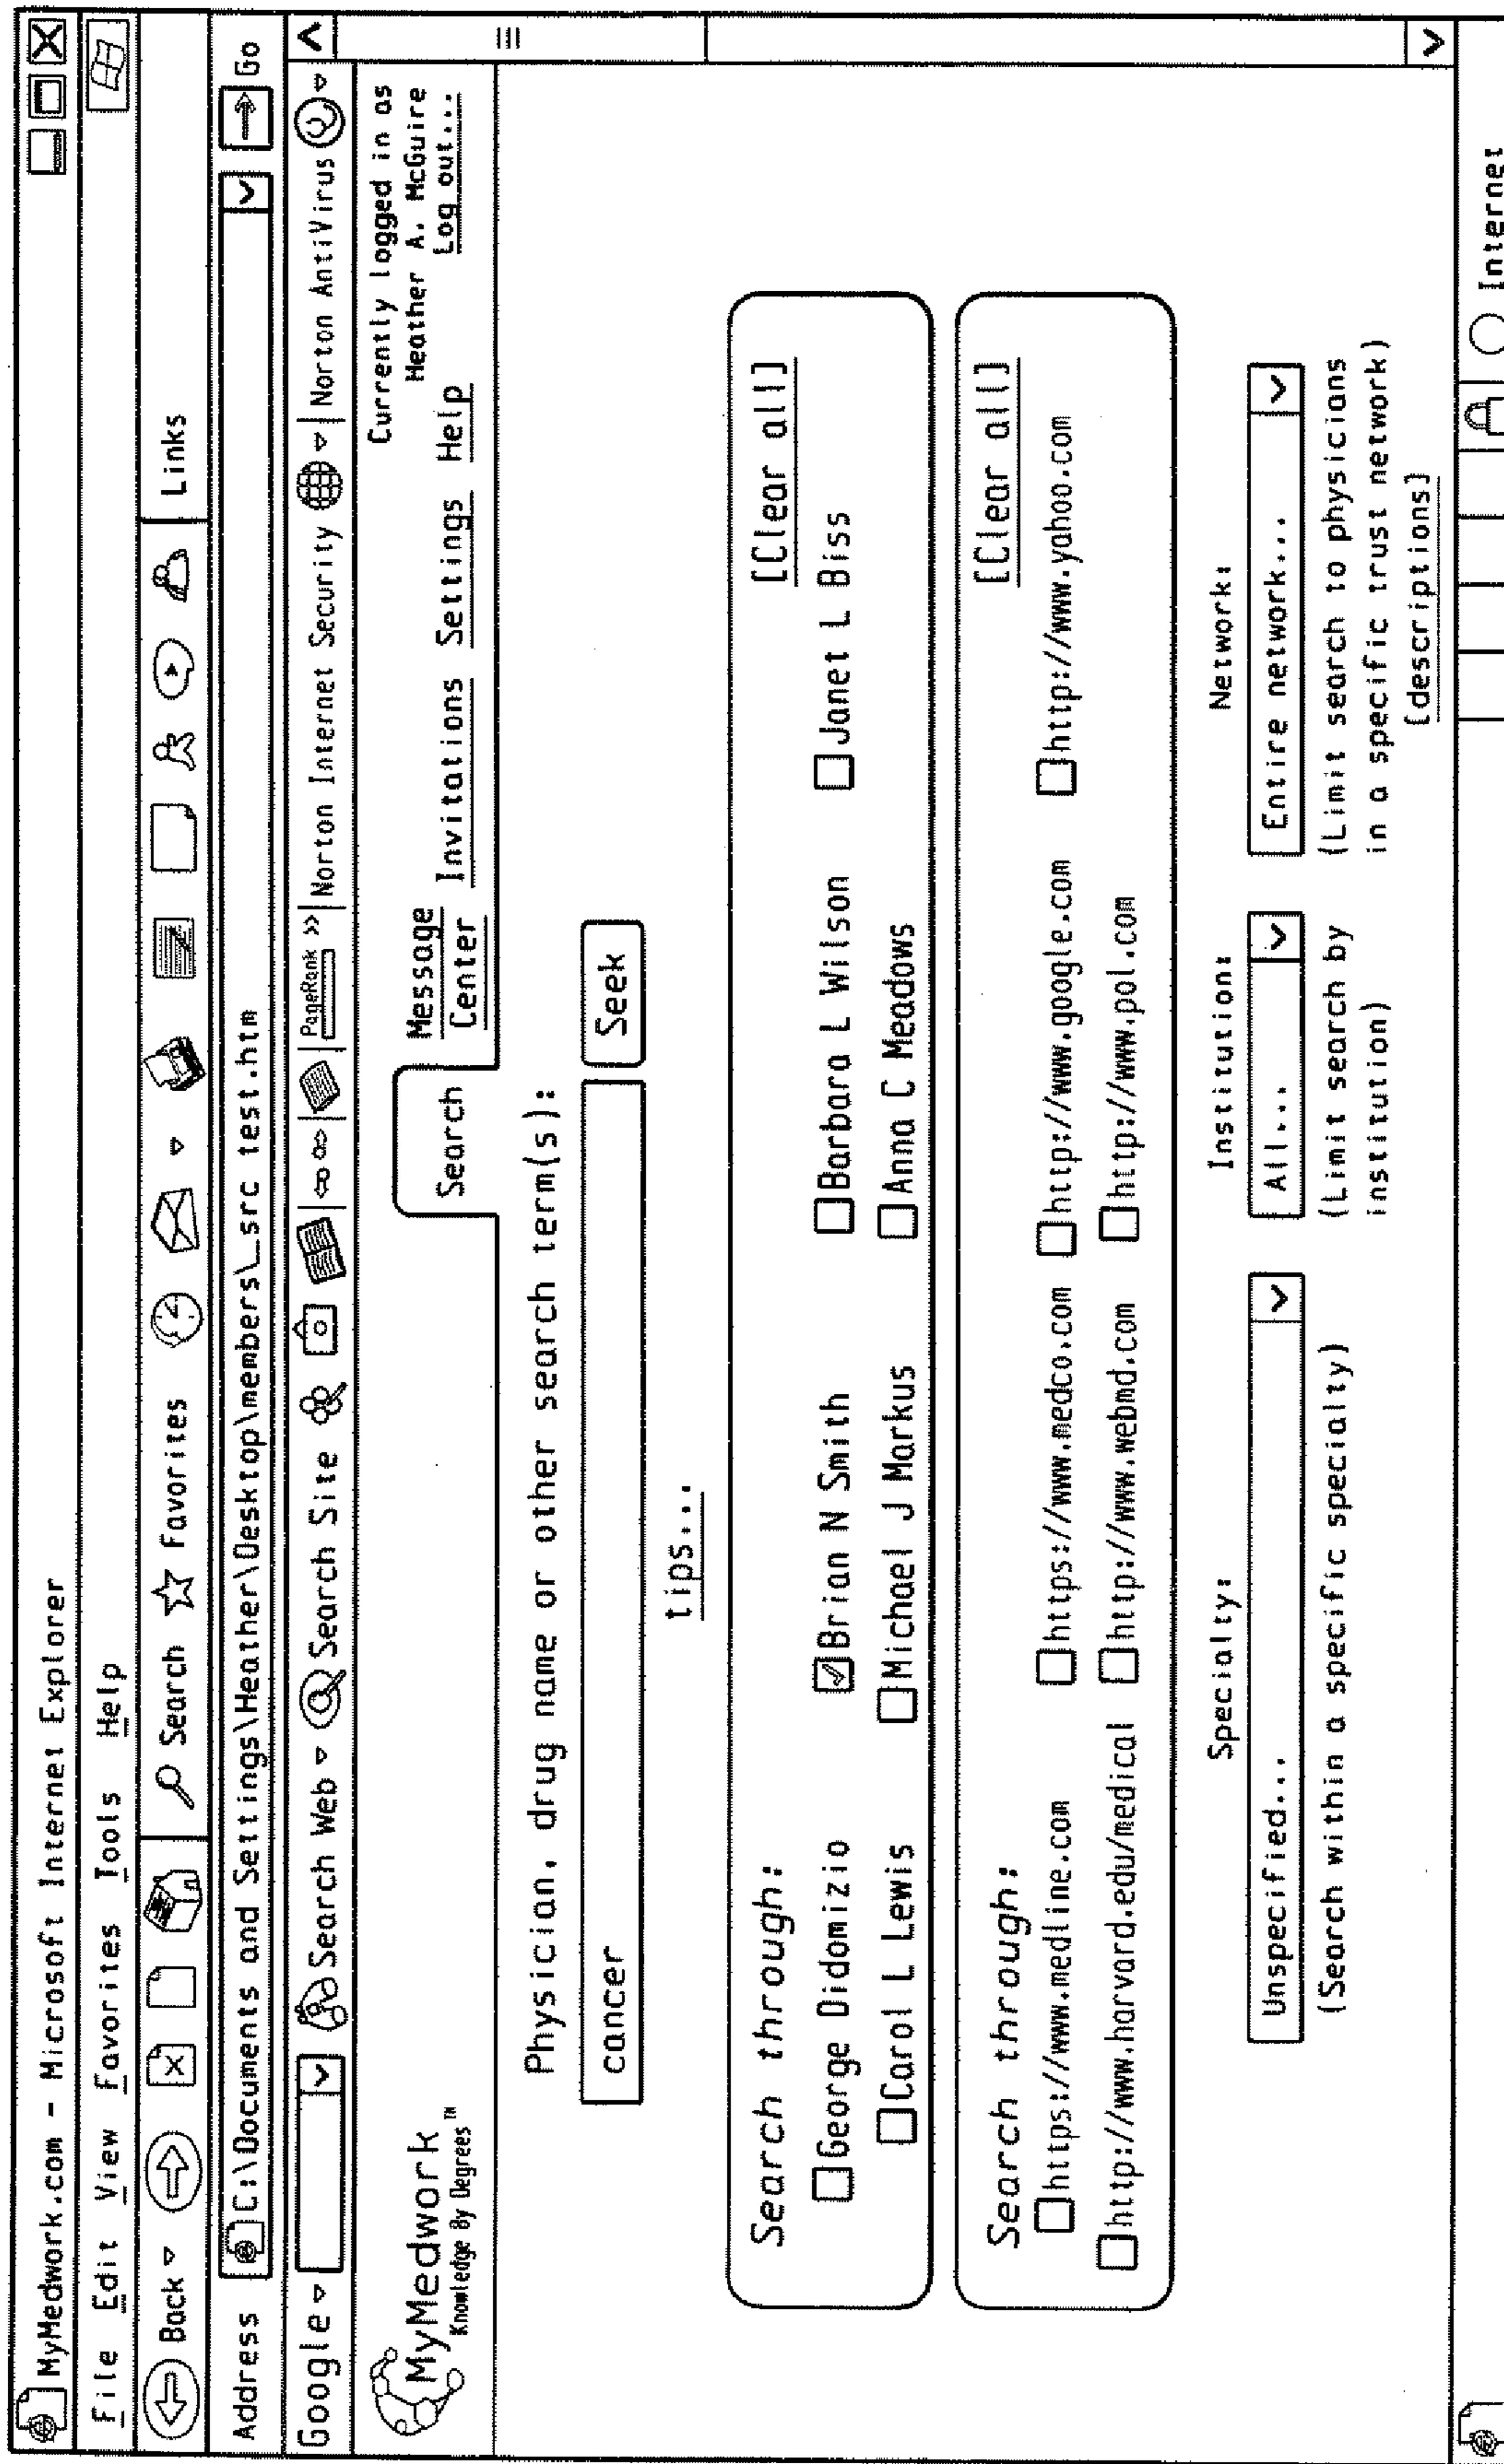 MyMedwork.com - Microsoft Internet Explorer
File Edit View Favorites Tools Help
Back Search Favorites Links
Address C:\Documents and Settings\Heather\Desktop\members\_src test.htm Go
Google Search Web Search Site PageRank >> Norton Internet Security Norton AntiVirus
MyMedwork™
Knowledge By Degrees
Search
Message Center
Invitations Settings Help
Currently logged in as
Heather A. McGuire
Log out...
Physician, drug name or other search term(s):
cancer Seek
tips...
Search through: [Clear all]
George Didomizio Brian N Smith Barbara L Wilson Janet L Biss
Carol L Lewis Michael J Markus Anna C Meadows
Search through: [Clear all]
https://www.medline.com https://www.medco.com http://www.google.com http://www.yahoo.com
http://www.harvard.edu/medical http://www.webmd.com http://www.pol.com
Specialty: Institution: Network:
Unspecified... All... Entire network...
(Search within a specific specialty) (Limit search by institution) (Limit search to physicians in a specific trust network)
[descriptions]
Internet